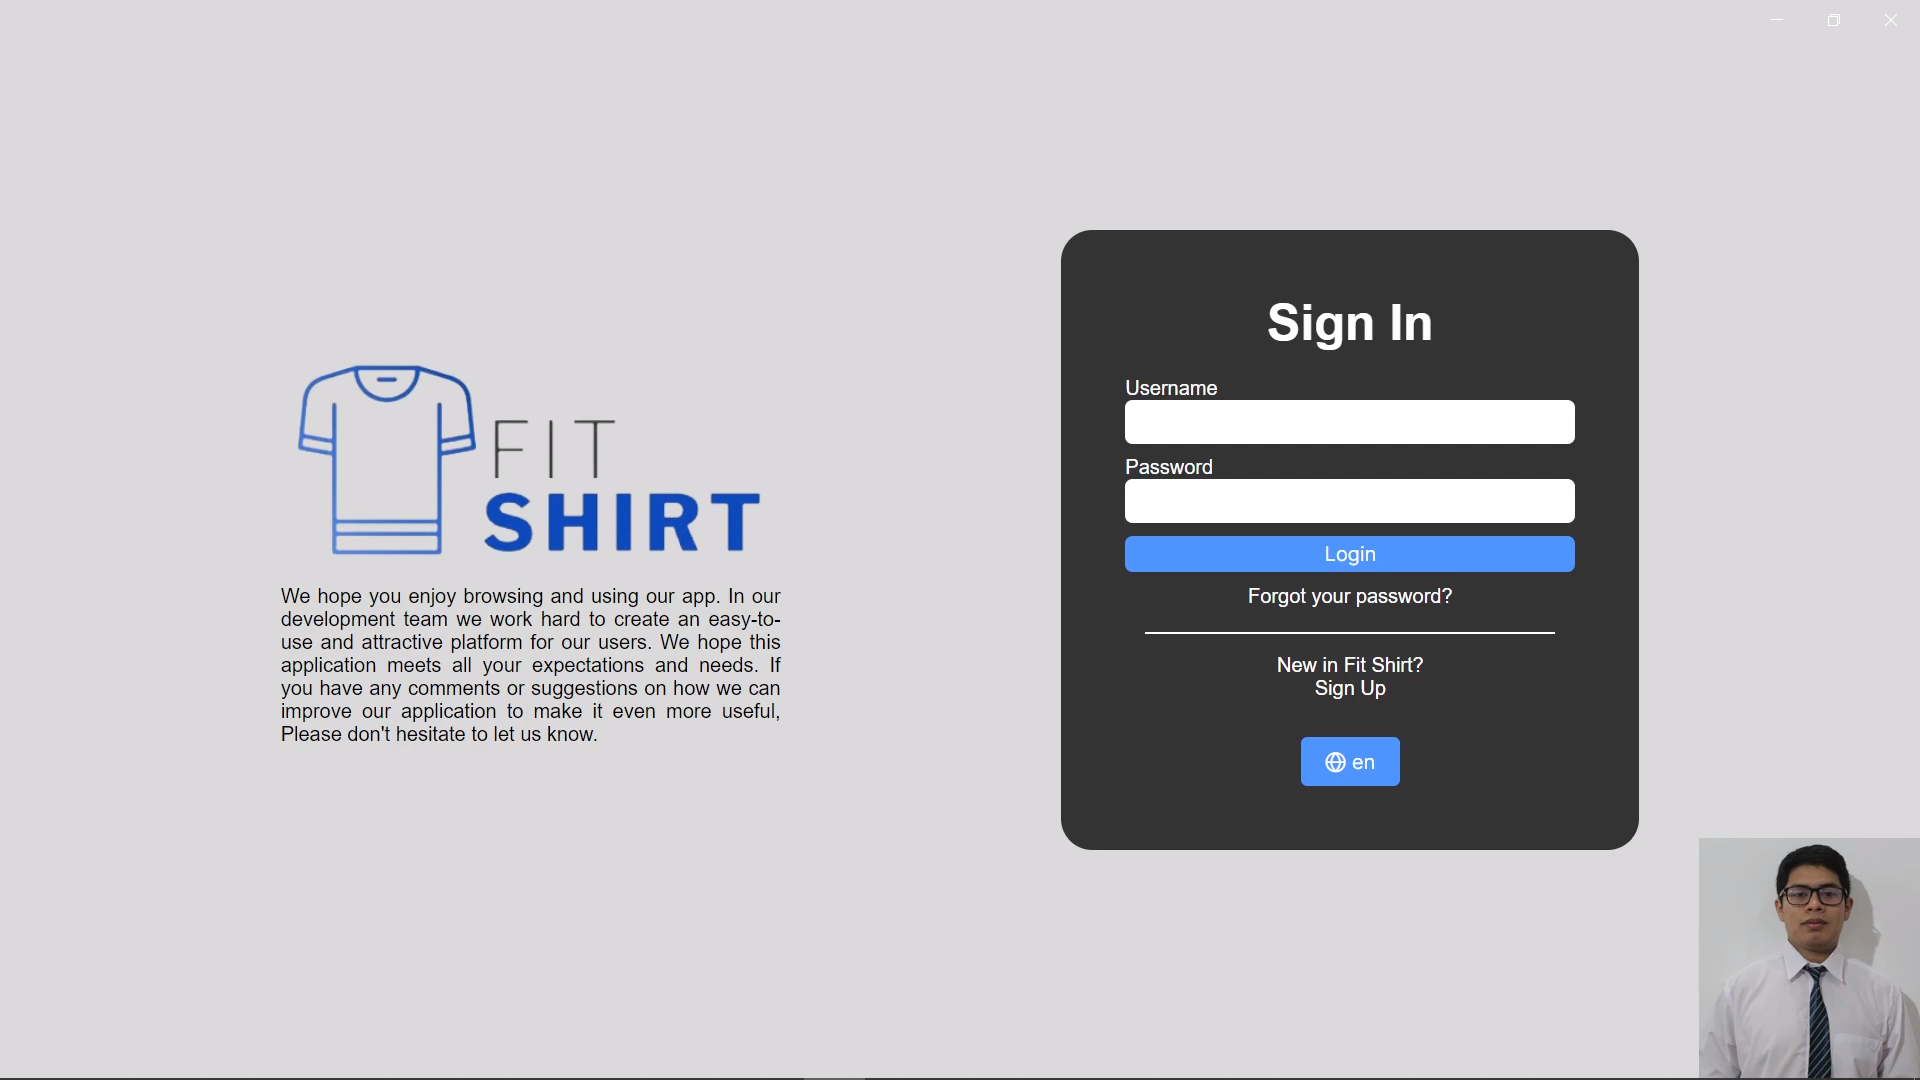 FIT
SHIRT
We hope you enjoy browsing and using our app. In our
development team we work hard to create an easy-to-
use and attractive platform for our users. We hope this
application meets all your expectations and needs. If
you have any comments or suggestions on how we can
improve our application to make it even more useful,
Please don't hesitate to let us know.
Sign In
Username
Password
Login
Forgot your password?
New in Fit Shirt?
Sign Up
en